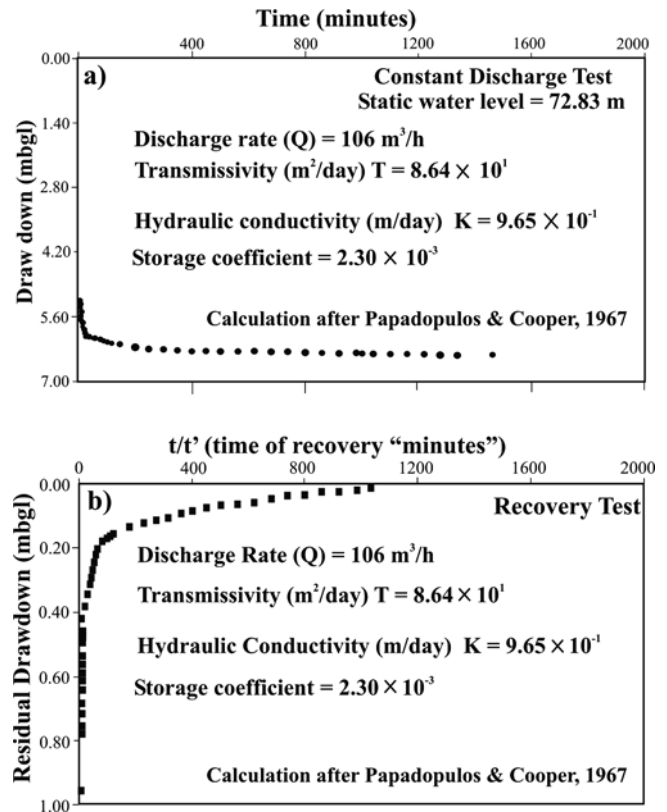 Time (minutes)
400 800 1200 1600 2000
0.00
1.40
2.80
4.20
5.60
7.00
Draw down (mbgl)
a)
Constant Discharge Test
Static water level = 72.83 m
Discharge rate (Q) = 106 m³/h
Transmissivity (m²/day) T = 8.64 × 10¹
Hydraulic conductivity (m/day) K = 9.65 × 10⁻¹
Storage coefficient = 2.30 × 10⁻³
Calculation after Papadopulos & Cooper, 1967
t/t' (time of recovery “minutes”)
0 400 800 1200 1600 2000
0.00
0.20
0.40
0.60
0.80
1.00
Residual Drawdown (mbgl)
b)
Recovery Test
Discharge Rate (Q) = 106 m³/h
Transmissivity (m²/day) T = 8.64 × 10¹
Hydraulic Conductivity (m/day) K = 9.65 × 10⁻¹
Storage coefficient = 2.30 × 10⁻³
Calculation after Papadopulos & Cooper, 1967